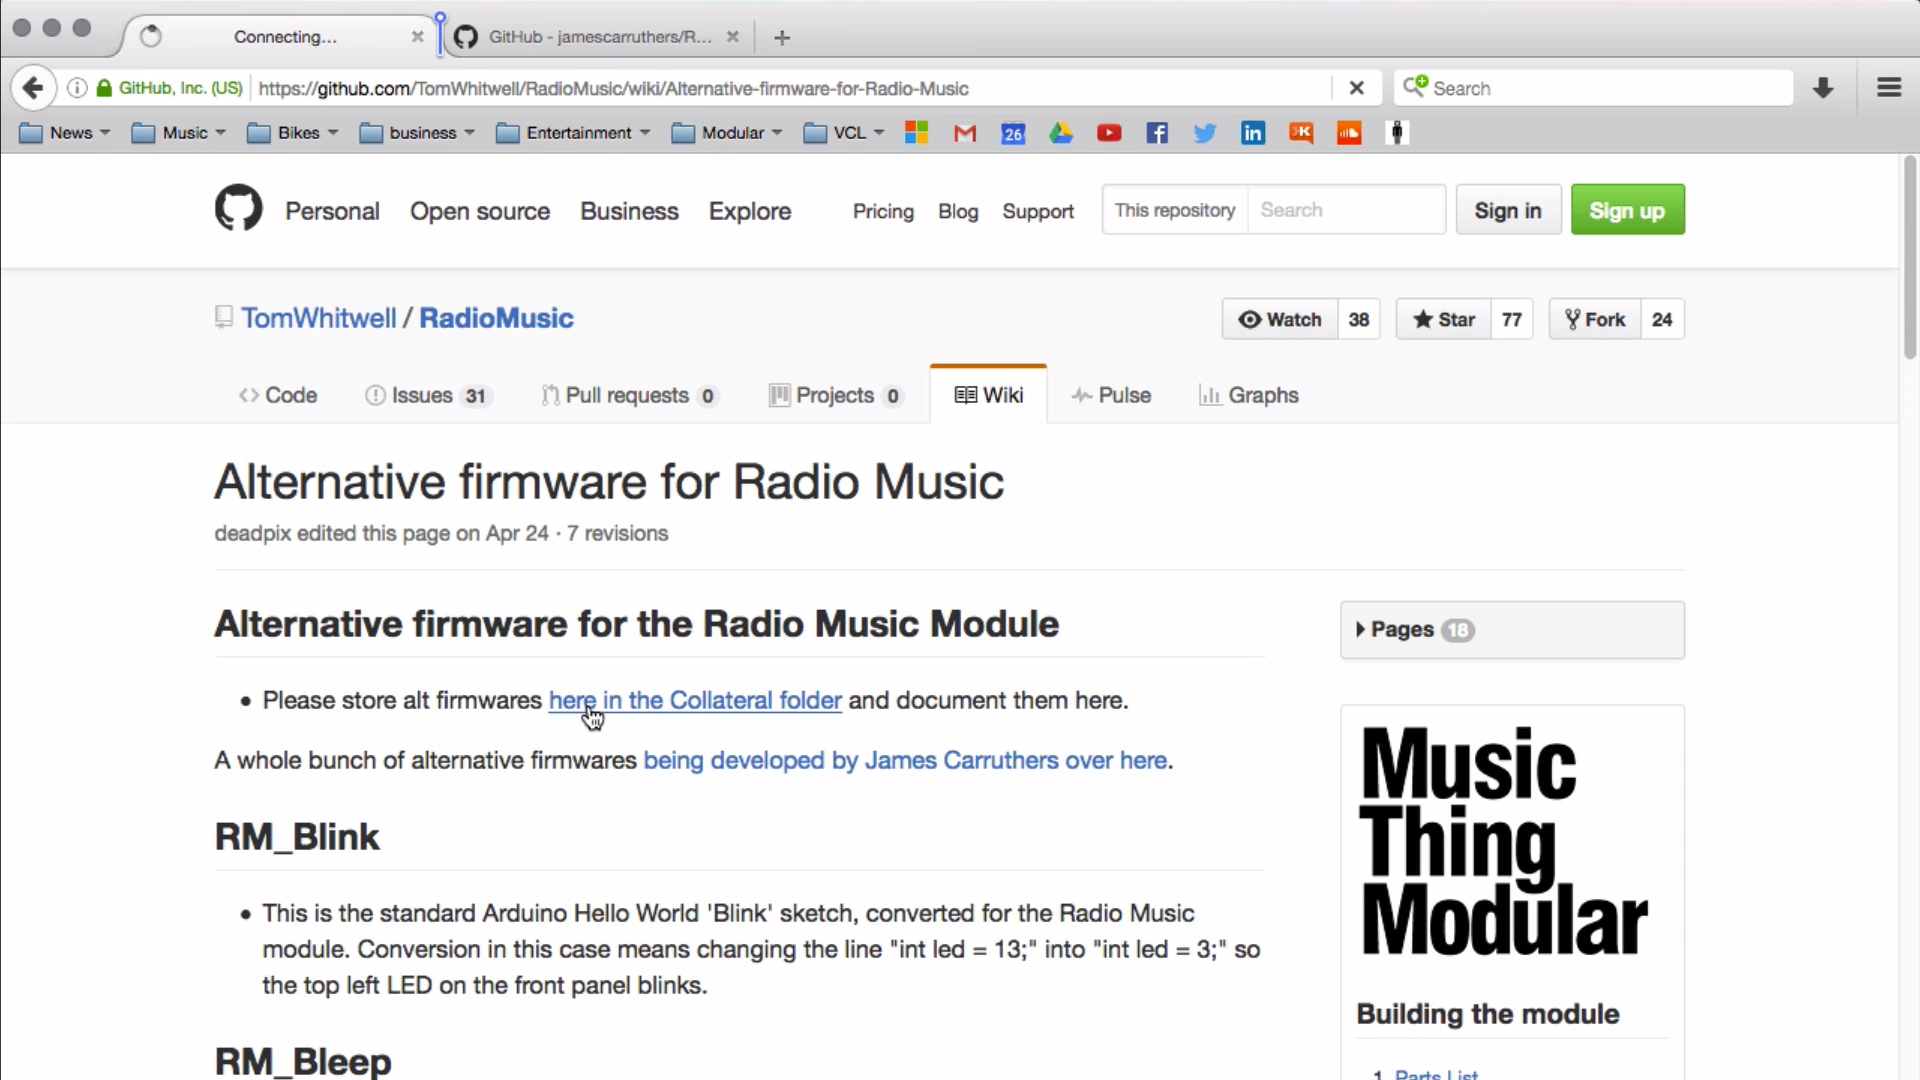 Connecting...
GitHub - jamescarruthers/R...
GitHub, Inc. (US) https://github.com/TomWhitwell/RadioMusic/wiki/Alternative-firmware-for-Radio-Music
Search
News Music Bikes business Entertainment Modular VCL 26
Personal Open source Business Explore Pricing Blog Support This repository Search Sign in Sign up
TomWhitwell / RadioMusic Watch 38 Star 77 Fork 24
Code Issues 31 Pull requests 0 Projects 0 Wiki Pulse Graphs
Alternative firmware for Radio Music
deadpix edited this page on Apr 24 · 7 revisions
Alternative firmware for the Radio Music Module
• Please store alt firmwares here in the Collateral folder and document them here.
A whole bunch of alternative firmwares being developed by James Carruthers over here.
RM_Blink
• This is the standard Arduino Hello World 'Blink' sketch, converted for the Radio Music
module. Conversion in this case means changing the line "int led = 13;" into "int led = 3;" so
the top left LED on the front panel blinks.
RM_Bleep
Pages 18
Music
Thing
Modular
Building the module
1. Parts List